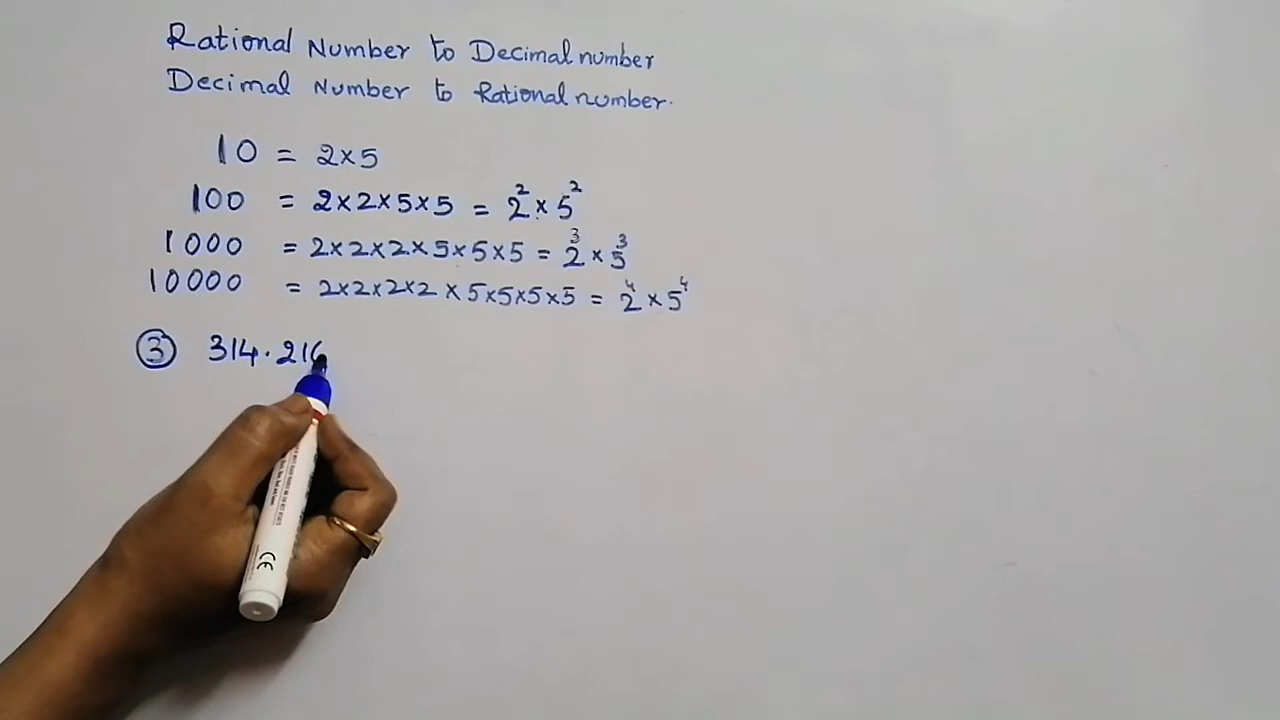 Rational Number to Decimal number
Decimal Number to Rational number.
10 = 2×5
100 = 2×2×5×5 = 2² × 5²
1000 = 2×2×2×5×5×5 = 2³ × 5³
10000 = 2×2×2×2×5×5×5×5 = 2⁴ × 5⁴
③ 314.216
CE